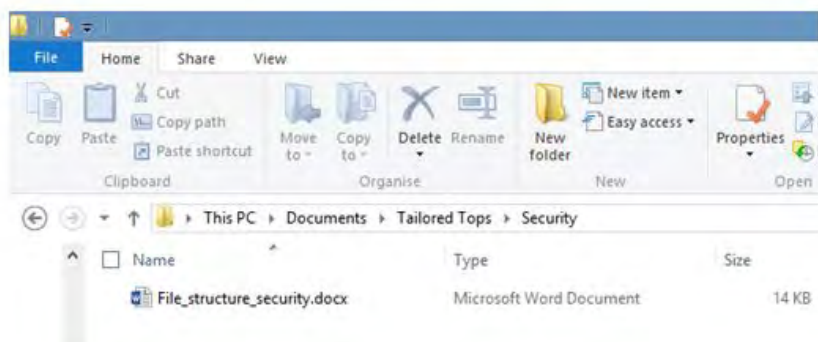 File Home Share View
Copy
Paste
Cut
Copy path
Paste shortcut
Clipboard
Move to
Copy to
Delete
Rename
Organise
New folder
New item
Easy access
New
Properties
Open
This PC Documents Tailored Tops Security
Name Type Size
File_structure_security.docx Microsoft Word Document 14 KB